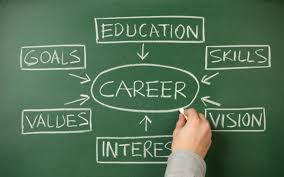 EDUCATION
GOALS
SKILLS
CAREER
VALUES
VISION
INTERES